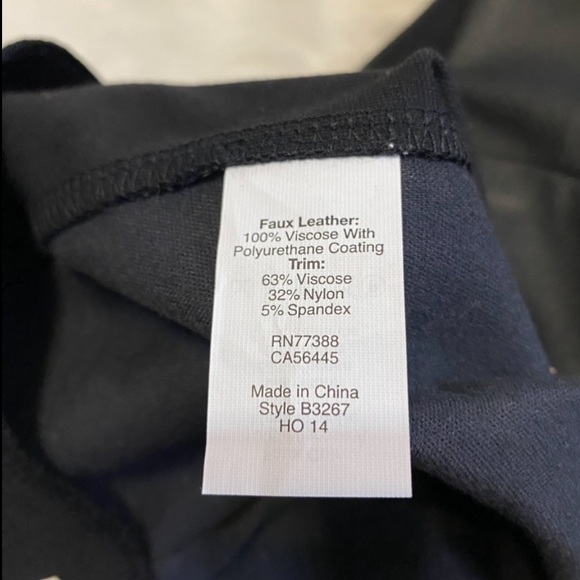 Faux Leather:
100% Viscose With
Polyurethane Coating
Trim:
63% Viscose
32% Nylon
5% Spandex
RN77388
CA56445
Made in China
Style B3267
HO 14